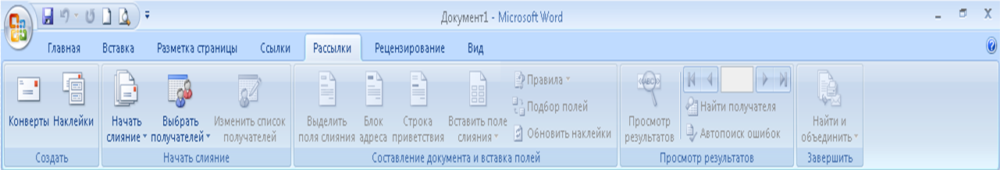 Документ1 - Microsoft Word
Главная Вставка Разметка страницы Ссылки Рассылки Рецензирование Вид
Конверты Наклейки
Начать слияние
Выбрать получателей
Изменить список получателей
Выделить поля слияния
Блок адреса
Строка приветствия
Вставить поле слияния
Правила
Подбор полей
Обновить наклейки
«ABC»
Просмотр результатов
Найти получателя
Автопоиск ошибок
Найти и объединить
Создать Начать слияние Составление документа и вставка полей Просмотр результатов Завершить